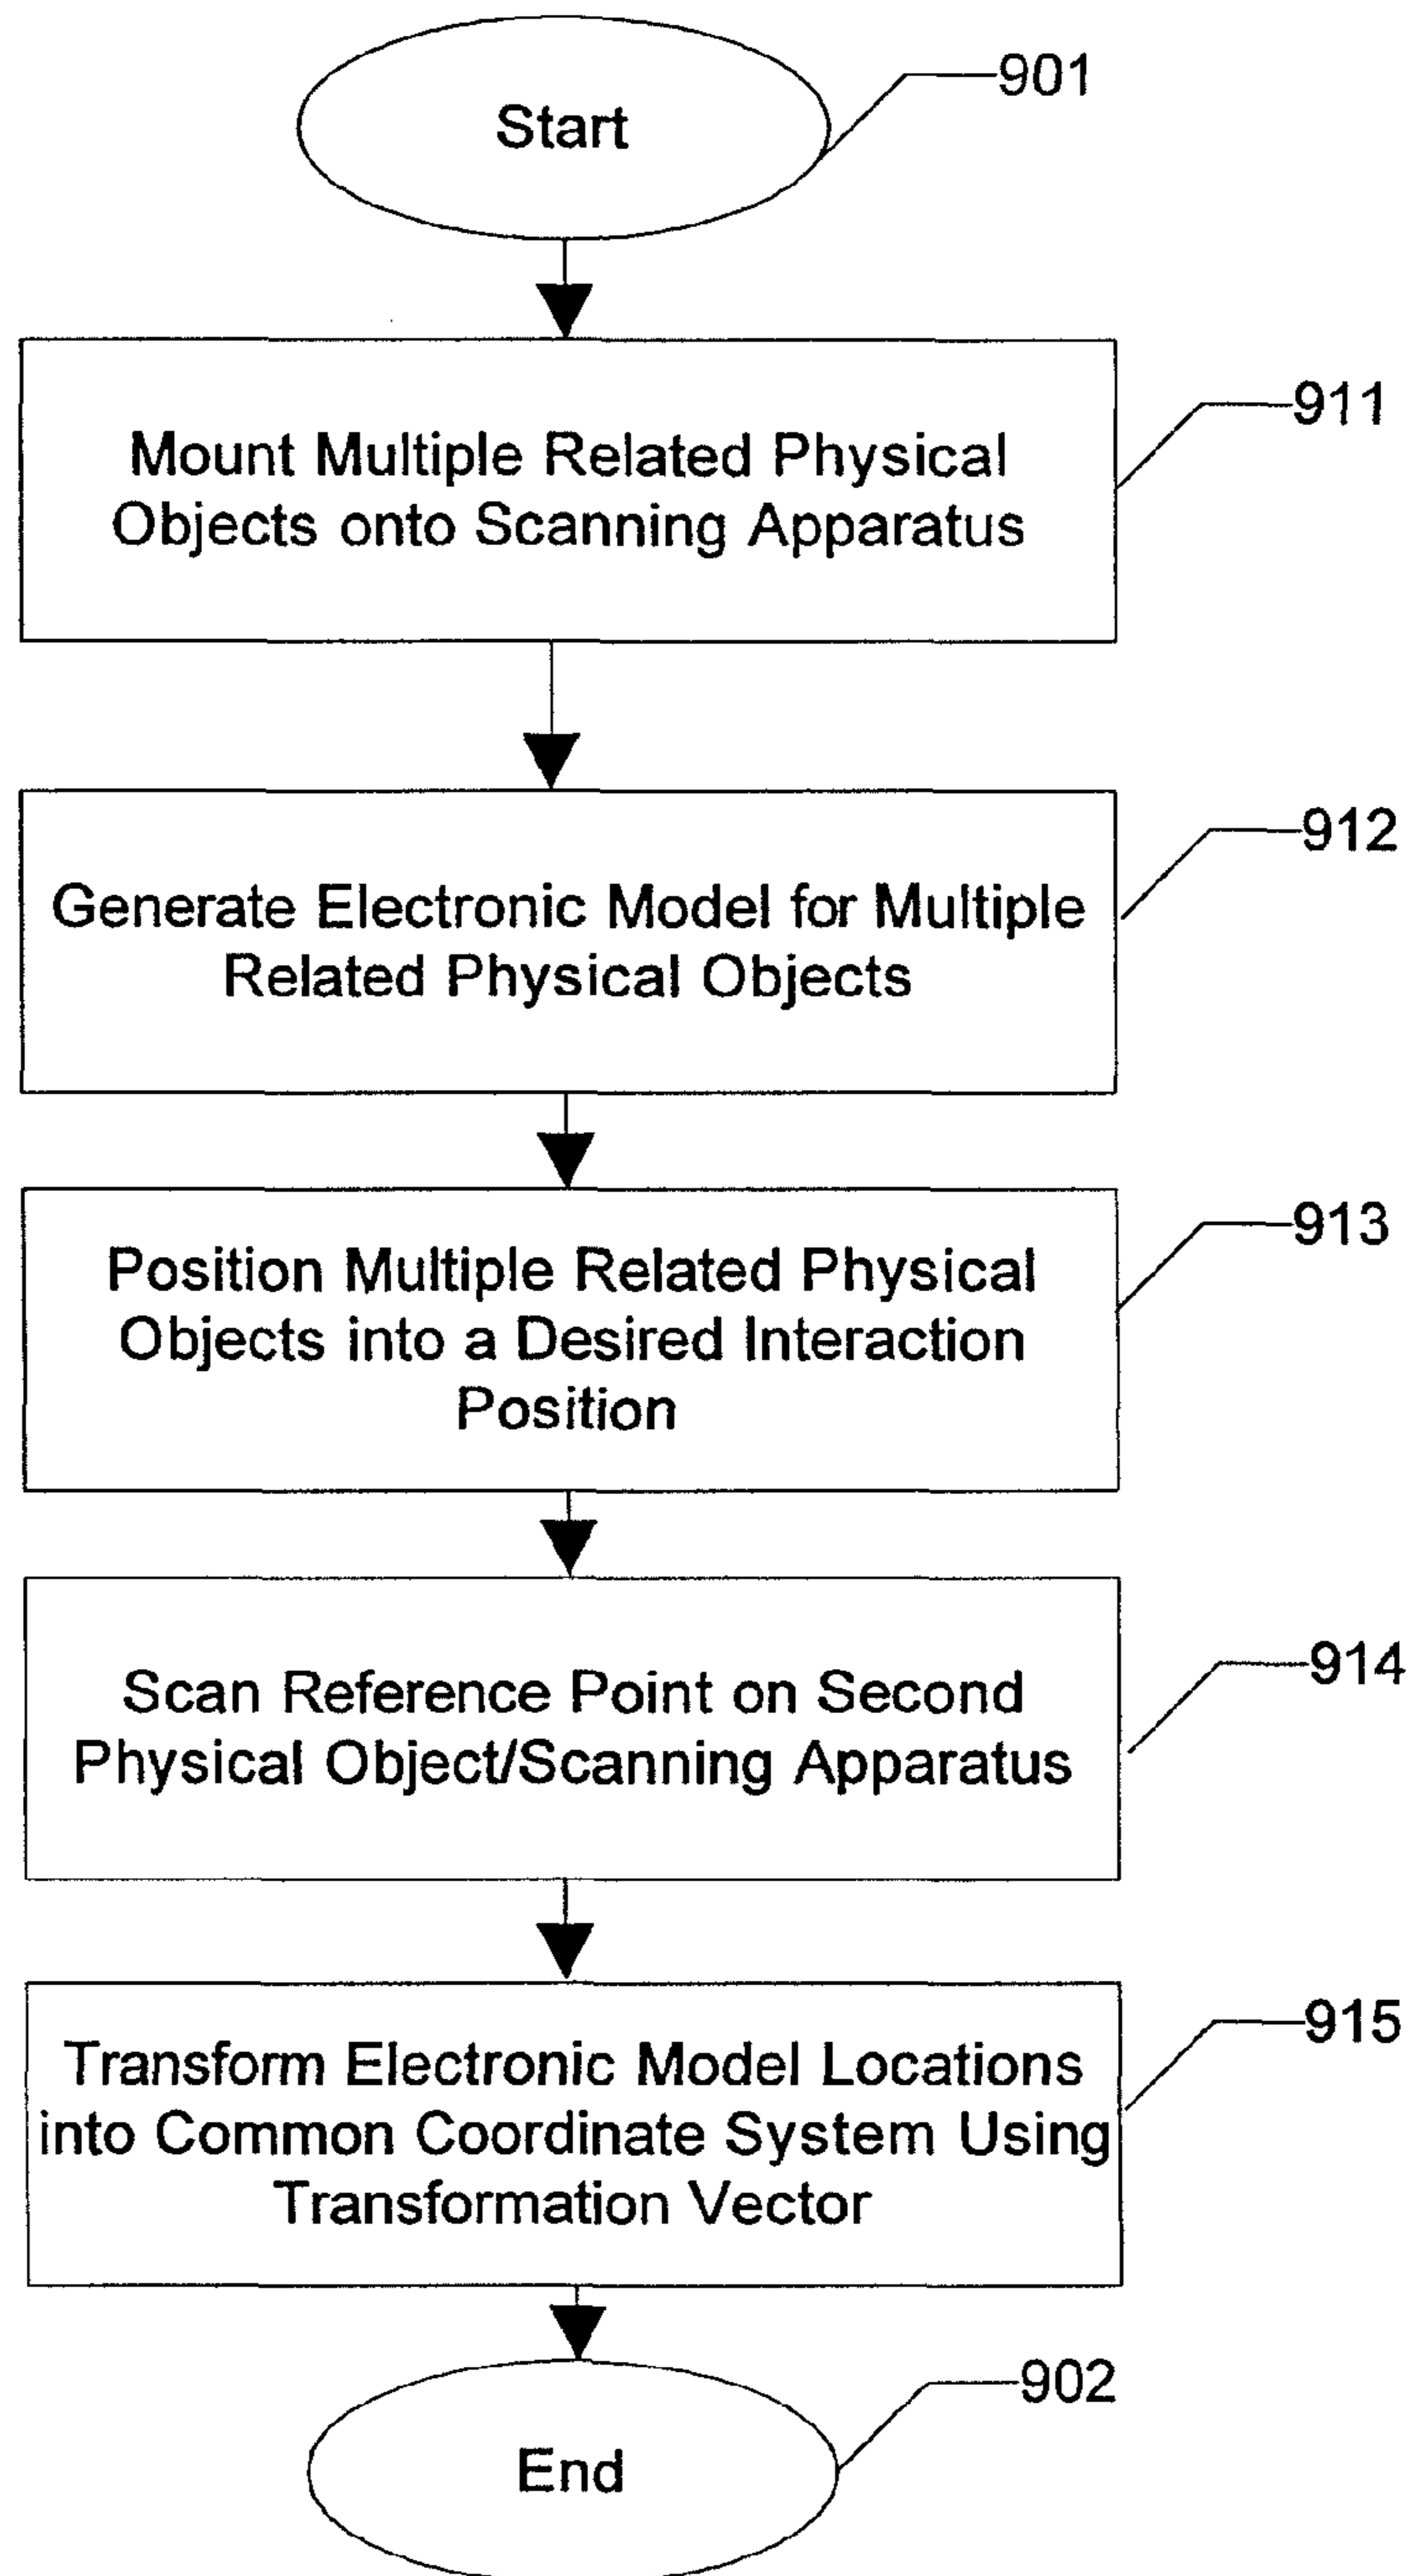 Start
901
Mount Multiple Related Physical
Objects onto Scanning Apparatus
911
Generate Electronic Model for Multiple
Related Physical Objects
912
Position Multiple Related Physical
Objects into a Desired Interaction
Position
913
Scan Reference Point on Second
Physical Object/Scanning Apparatus
914
Transform Electronic Model Locations
into Common Coordinate System Using
Transformation Vector
915
End
902